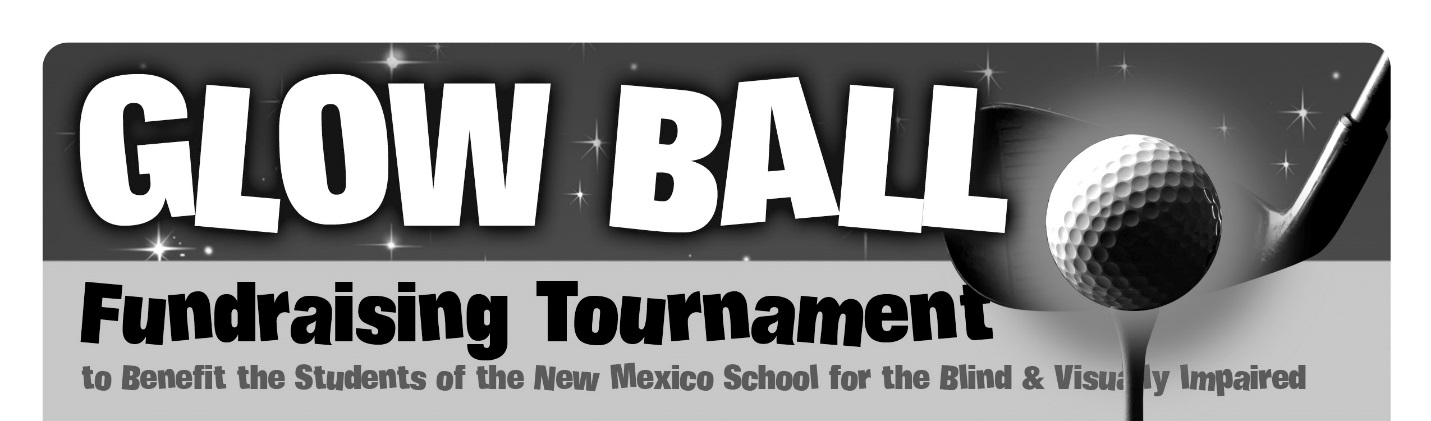 GLOW BALL
Fundraising Tournament
to Benefit the Students of the New Mexico School for the Blind & Visually Impaired